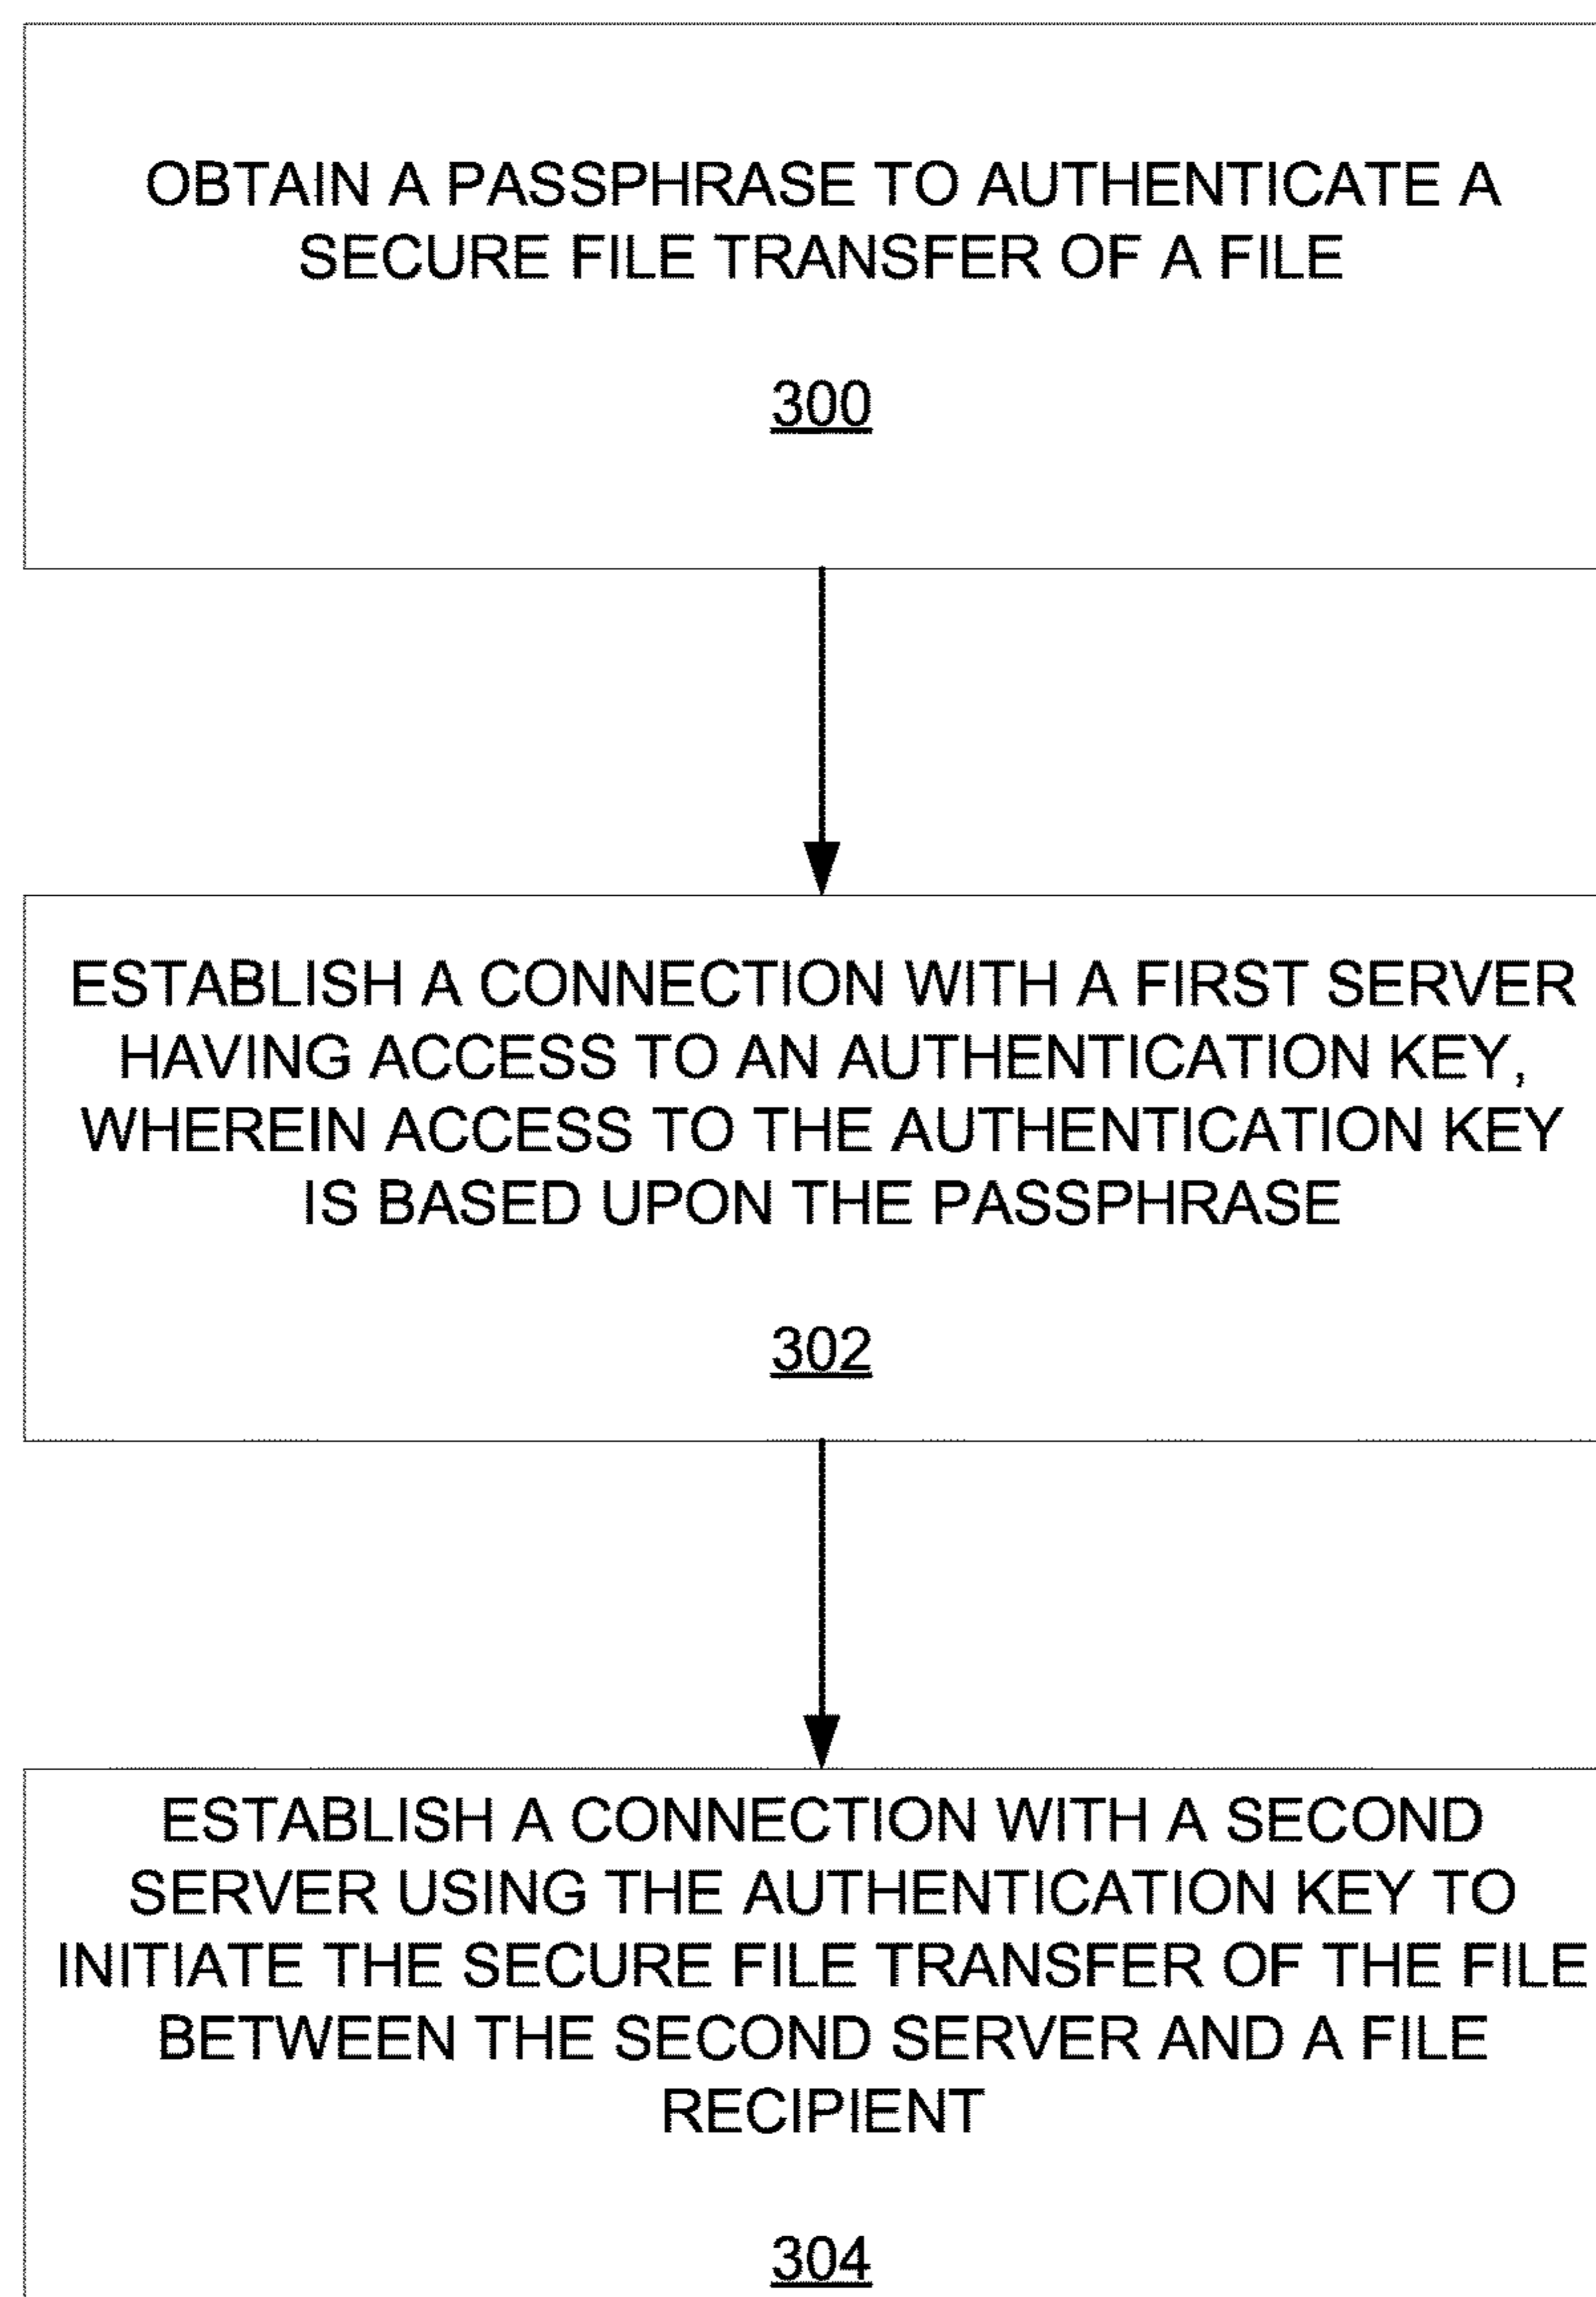 OBTAIN A PASSPHRASE TO AUTHENTICATE A
SECURE FILE TRANSFER OF A FILE
300
ESTABLISH A CONNECTION WITH A FIRST SERVER
HAVING ACCESS TO AN AUTHENTICATION KEY,
WHEREIN ACCESS TO THE AUTHENTICATION KEY
IS BASED UPON THE PASSPHRASE
302
ESTABLISH A CONNECTION WITH A SECOND
SERVER USING THE AUTHENTICATION KEY TO
INITIATE THE SECURE FILE TRANSFER OF THE FILE
BETWEEN THE SECOND SERVER AND A FILE
RECIPIENT
304